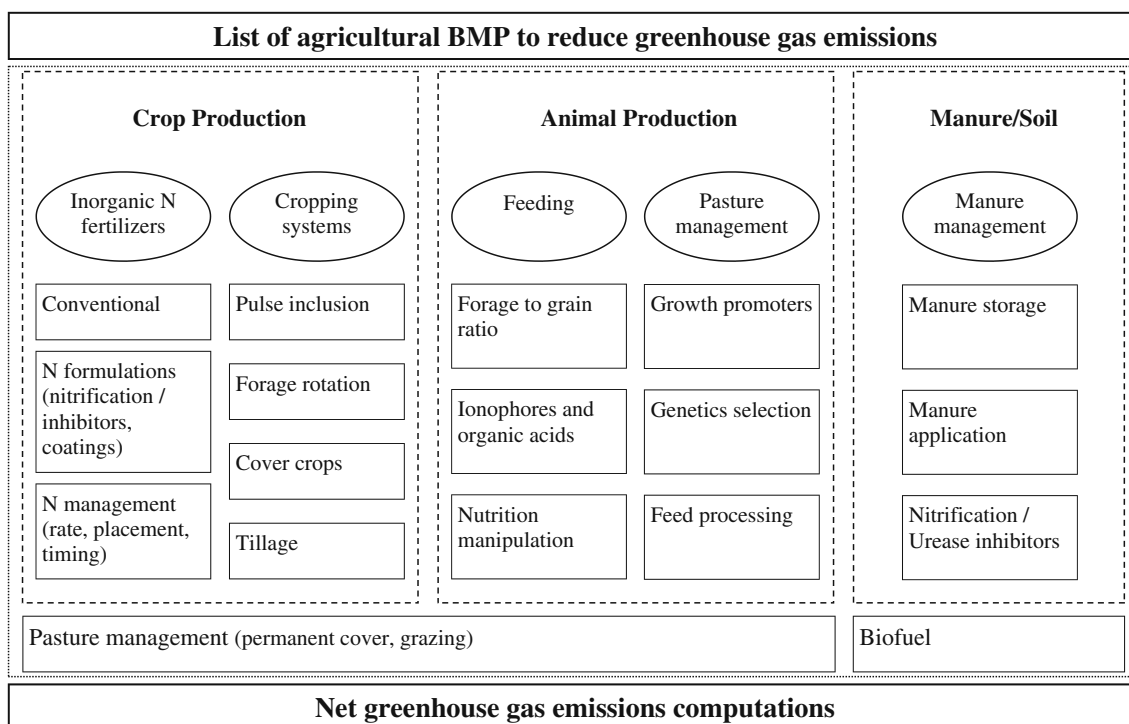 List of agricultural BMP to reduce greenhouse gas emissions
Crop Production
Inorganic N
fertilizers
Cropping
systems
Conventional
N formulations
(nitrification /
inhibitors,
coatings)
N management
(rate, placement,
timing)
Pulse inclusion
Forage rotation
Cover crops
Tillage
Animal Production
Feeding
Pasture
management
Forage to grain
ratio
Ionophores and
organic acids
Nutrition
manipulation
Growth promoters
Genetics selection
Feed processing
Manure/Soil
Manure
management
Manure storage
Manure
application
Nitrification /
Urease inhibitors
Pasture management (permanent cover, grazing)
Biofuel
Net greenhouse gas emissions computations